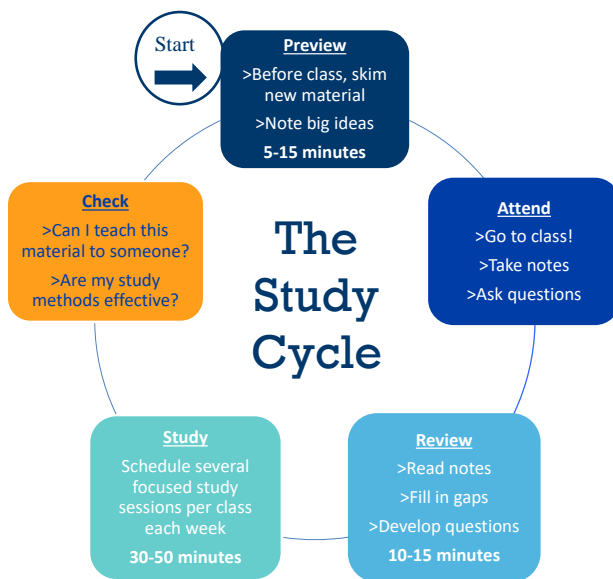 Start
Preview
>Before class, skim
new material
>Note big ideas
5-15 minutes
Attend
>Go to class!
>Take notes
>Ask questions
Review
>Read notes
>Fill in gaps
>Develop questions
10-15 minutes
Study
Schedule several
focused study
sessions per class
each week
30-50 minutes
Check
>Can I teach this
material to someone?
>Are my study
methods effective?
The
Study
Cycle